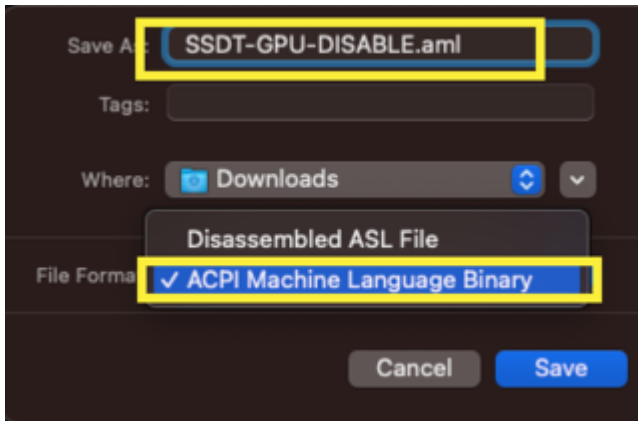 Save As: SSDT-GPU-DISABLE.aml
Tags:
Where: Downloads
Disassembled ASL File
File Forma ✓ ACPI Machine Language Binary
Cancel Save